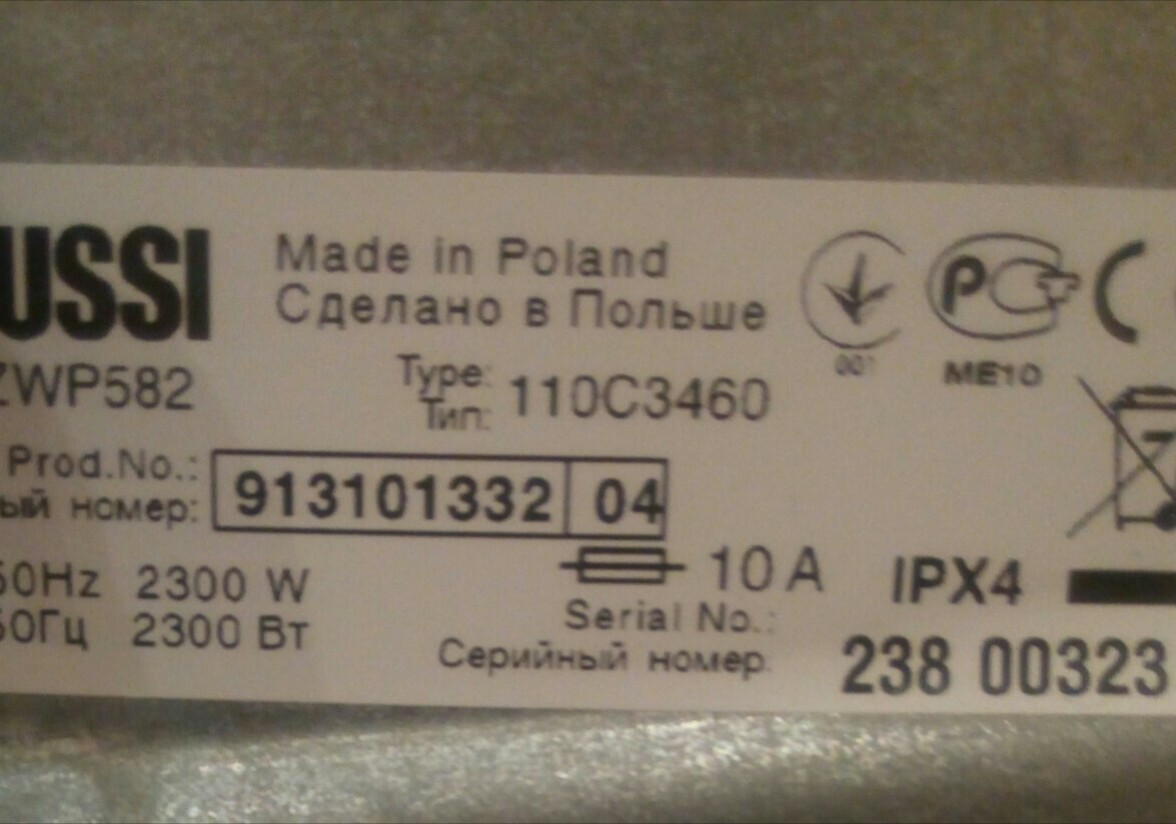 USSI
Made in Poland
Сделано в Польше
ZWP582
Type: 110C3460
Тип:
001
ME10
Prod.No.: 913101332 04
ый номер:
50Hz 2300 W
50Гц 2300 Вт
10 A
IPX4
Serial No.:
Серийный номер:
238 00323